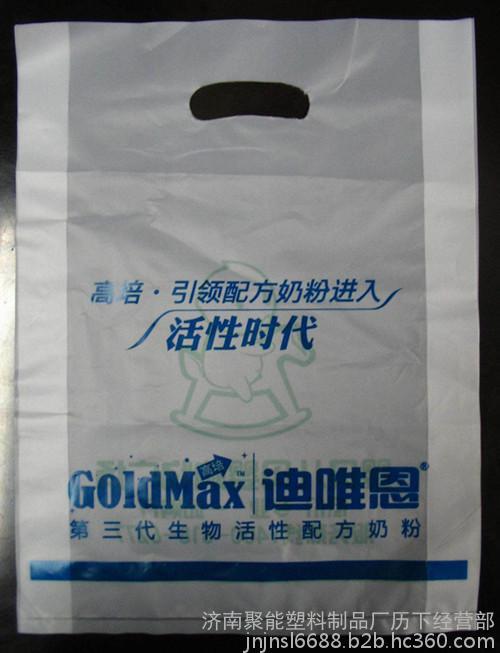 高培·引领配方奶粉进入
活性时代
高培
GoldMax™ 迪唯恩®
第三代生物活性配方奶粉
济南聚能塑料制品厂历下经营部
jnjnsl6688.b2b.hc360.com